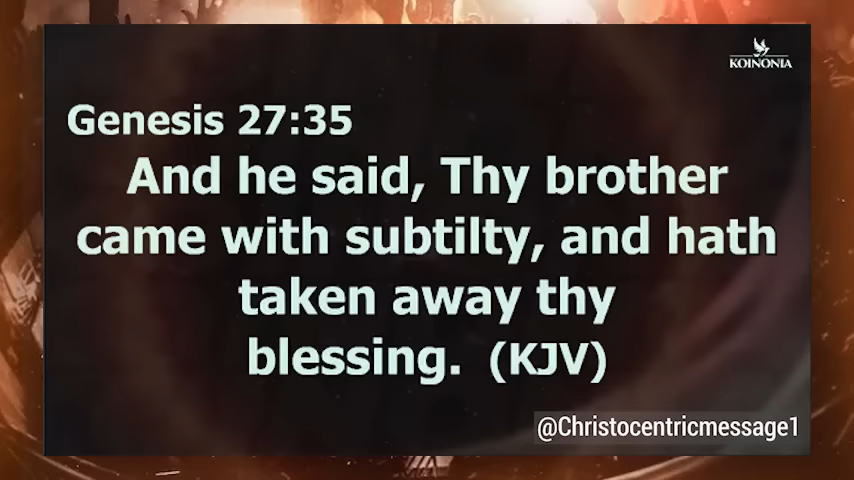 KOINONIA
Genesis 27:35
And he said, Thy brother
came with subtilty, and hath
taken away thy
blessing. (KJV)
@Christocentricmessage1